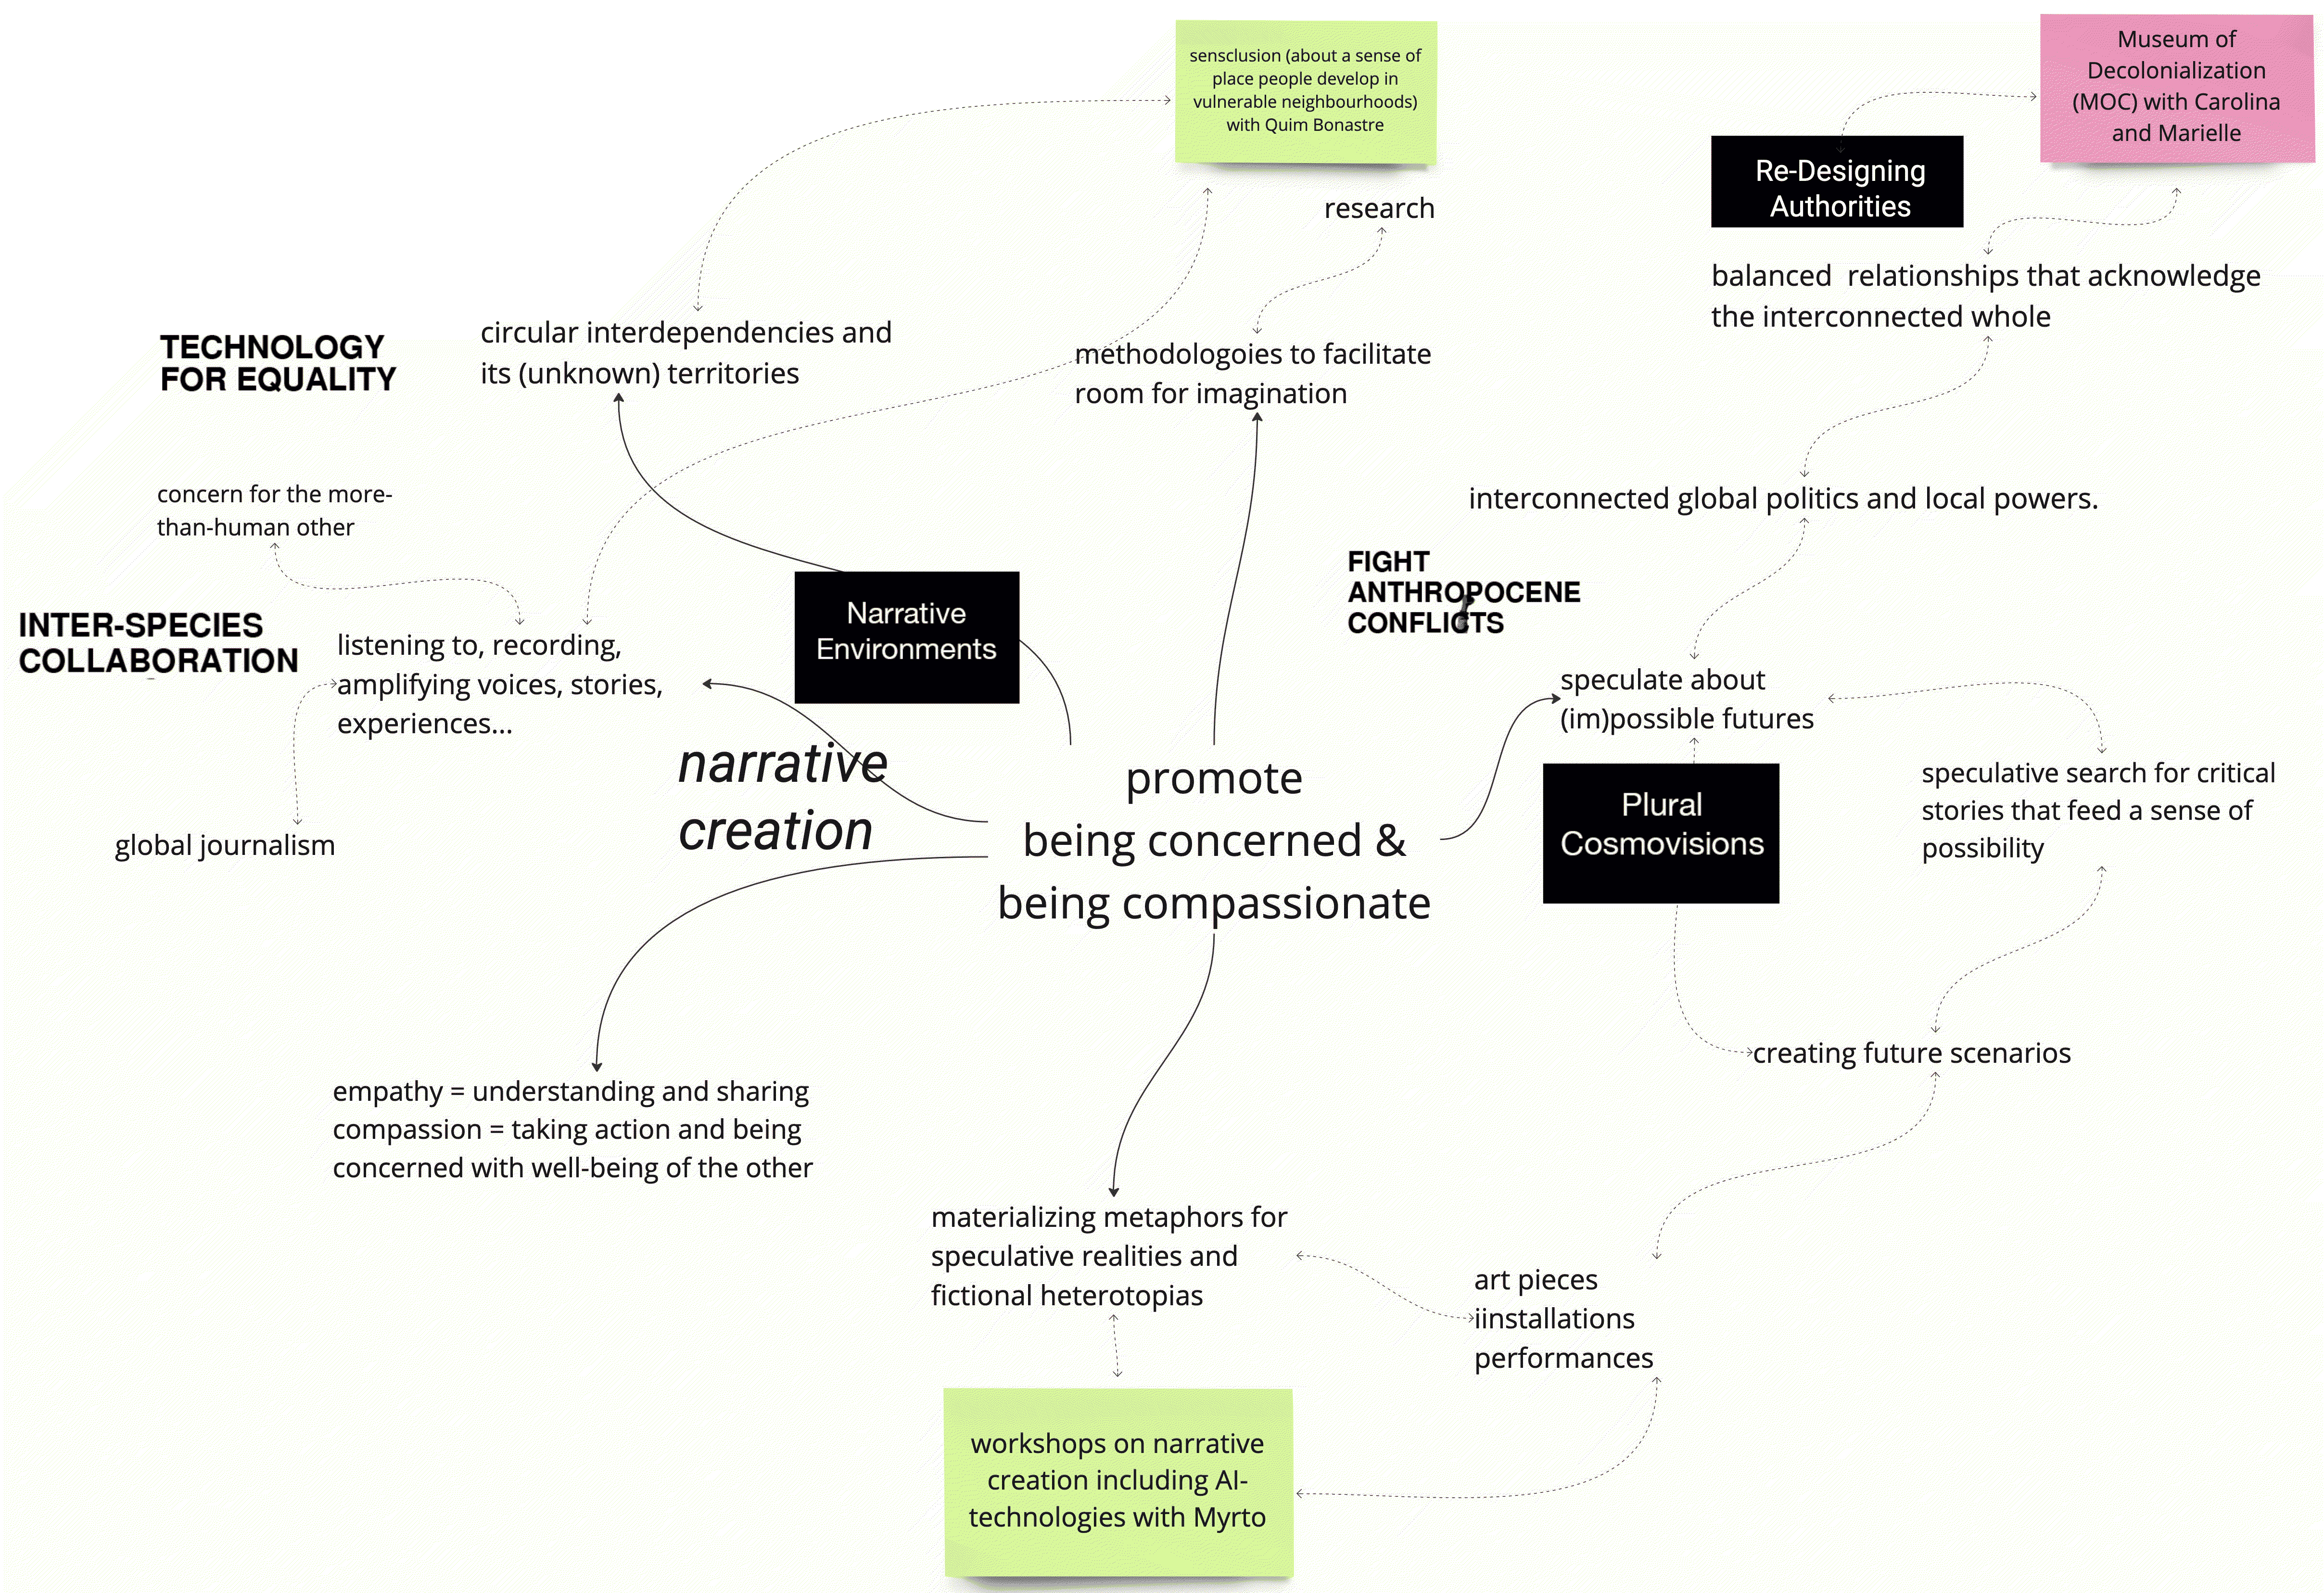 sensclusion (about a sense of
place people develop in
vulnerable neighbourhoods)
with Quim Bonastre
Museum of
Decolonialization
(MOC) with Carolina
and Marielle
Re-Designing
Authorities
research
balanced  relationships that acknowledge
the interconnected whole
TECHNOLOGY
FOR EQUALITY
circular interdependencies and
its (unknown) territories
methodologoies to facilitate
room for imagination
concern for the more-
than-human other
interconnected global politics and local powers.
FIGHT
ANTHROPOCENE
CONFLICTS
Narrative
Environments
INTER-SPECIES
COLLABORATION
listening to, recording,
amplifying voices, stories,
experiences...
speculate about
(im)possible futures
narrative
creation
promote
being concerned &
being compassionate
Plural
Cosmovisions
speculative search for critical
stories that feed a sense of
possibility
global journalism
creating future scenarios
empathy = understanding and sharing
compassion = taking action and being
concerned with well-being of the other
materializing metaphors for
speculative realities and
fictional heterotopias
art pieces
iinstallations
performances
workshops on narrative
creation including AI-
technologies with Myrto